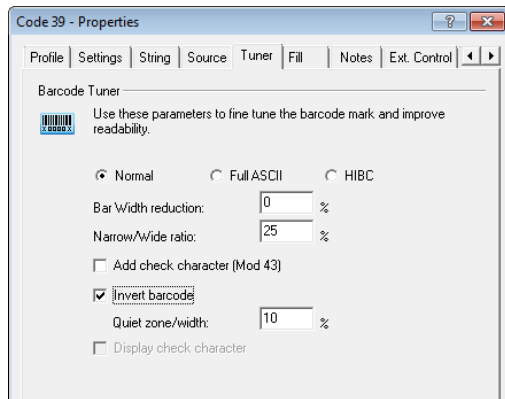 Code 39 - Properties
Profile Settings String Source Tuner Fill Notes Ext. Control
Barcode Tuner
Use these parameters to fine tune the barcode mark and improve
readability.
Normal Full ASCII HIBC
Bar Width reduction: 0 %
Narrow/Wide ratio: 25 %
Add check character (Mod 43)
Invert barcode
Quiet zone/width: 10 %
Display check character